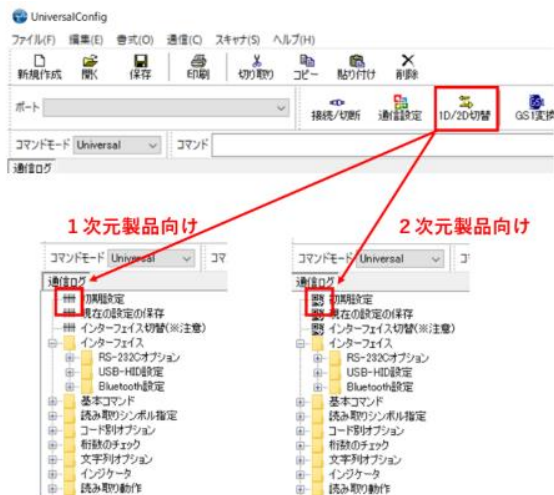 UniversalConfig
ファイル(F) 編集(E) 書式(O) 通信(C) スキャナ(S) ヘルプ(H)
新規作成 開く 保存 印刷 切り取り コピー 貼り付け 削除
ポート 接続/切断 通信設定 1D/2D切替 GS1変換
コマンドモード Universal コマンド
通信ログ
1次元製品向け
コマンドモード Universal コマ
通信ログ
初期設定
現在の設定の保存
インターフェイス切替(※注意)
インターフェイス
RS-232Cオプション
USB-HID設定
Bluetooth設定
基本コマンド
読み取りシンボル指定
コード別オプション
桁数のチェック
文字列オプション
インジケータ
読み取り動作
2次元製品向け
コマンドモード Universal
通信ログ
初期設定
現在の設定の保存
インターフェイス切替(※注意)
インターフェイス
RS-232Cオプション
USB-HID設定
Bluetooth設定
基本コマンド
読み取りシンボル指定
コード別オプション
桁数のチェック
文字列オプション
インジケータ
読み取り動作